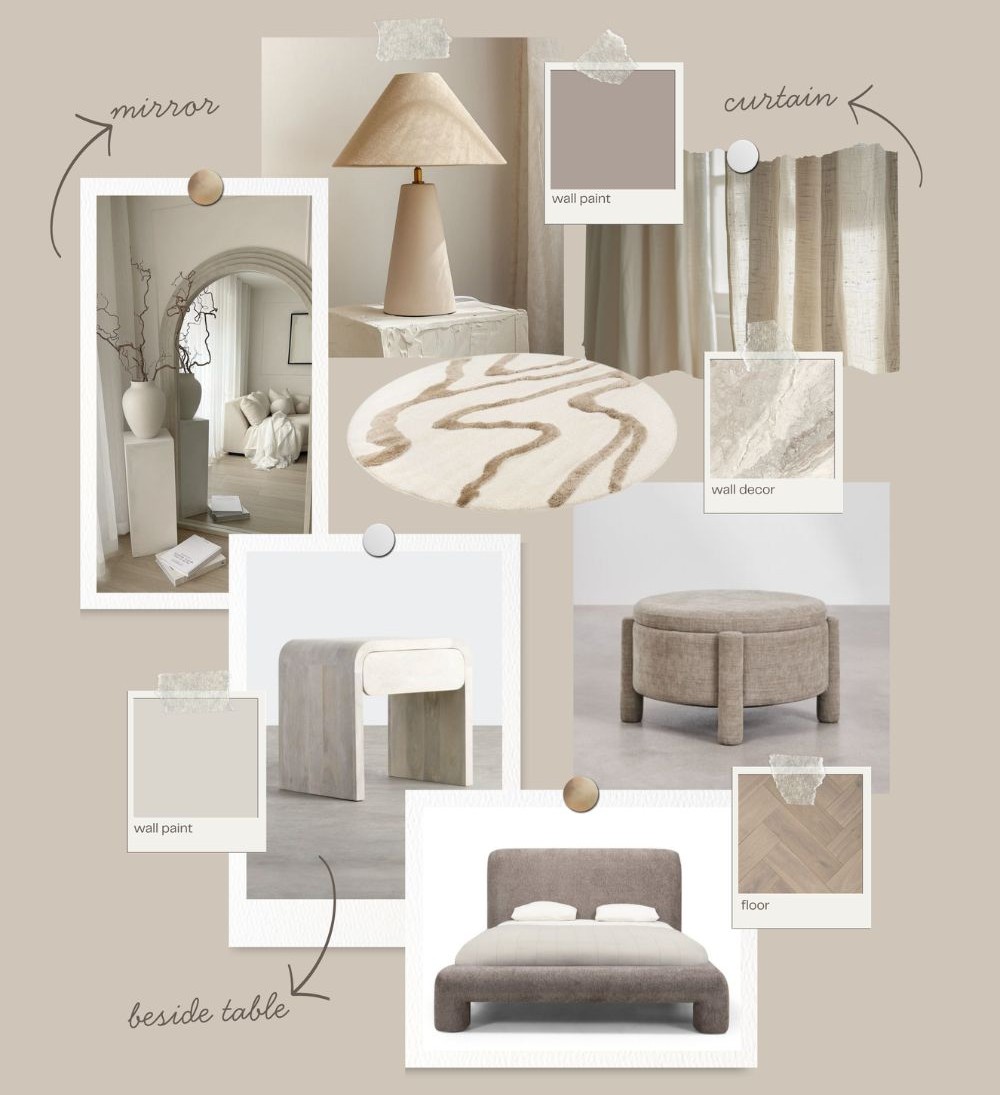 mirror
curtain
wall paint
wall decor
wall paint
floor
beside table